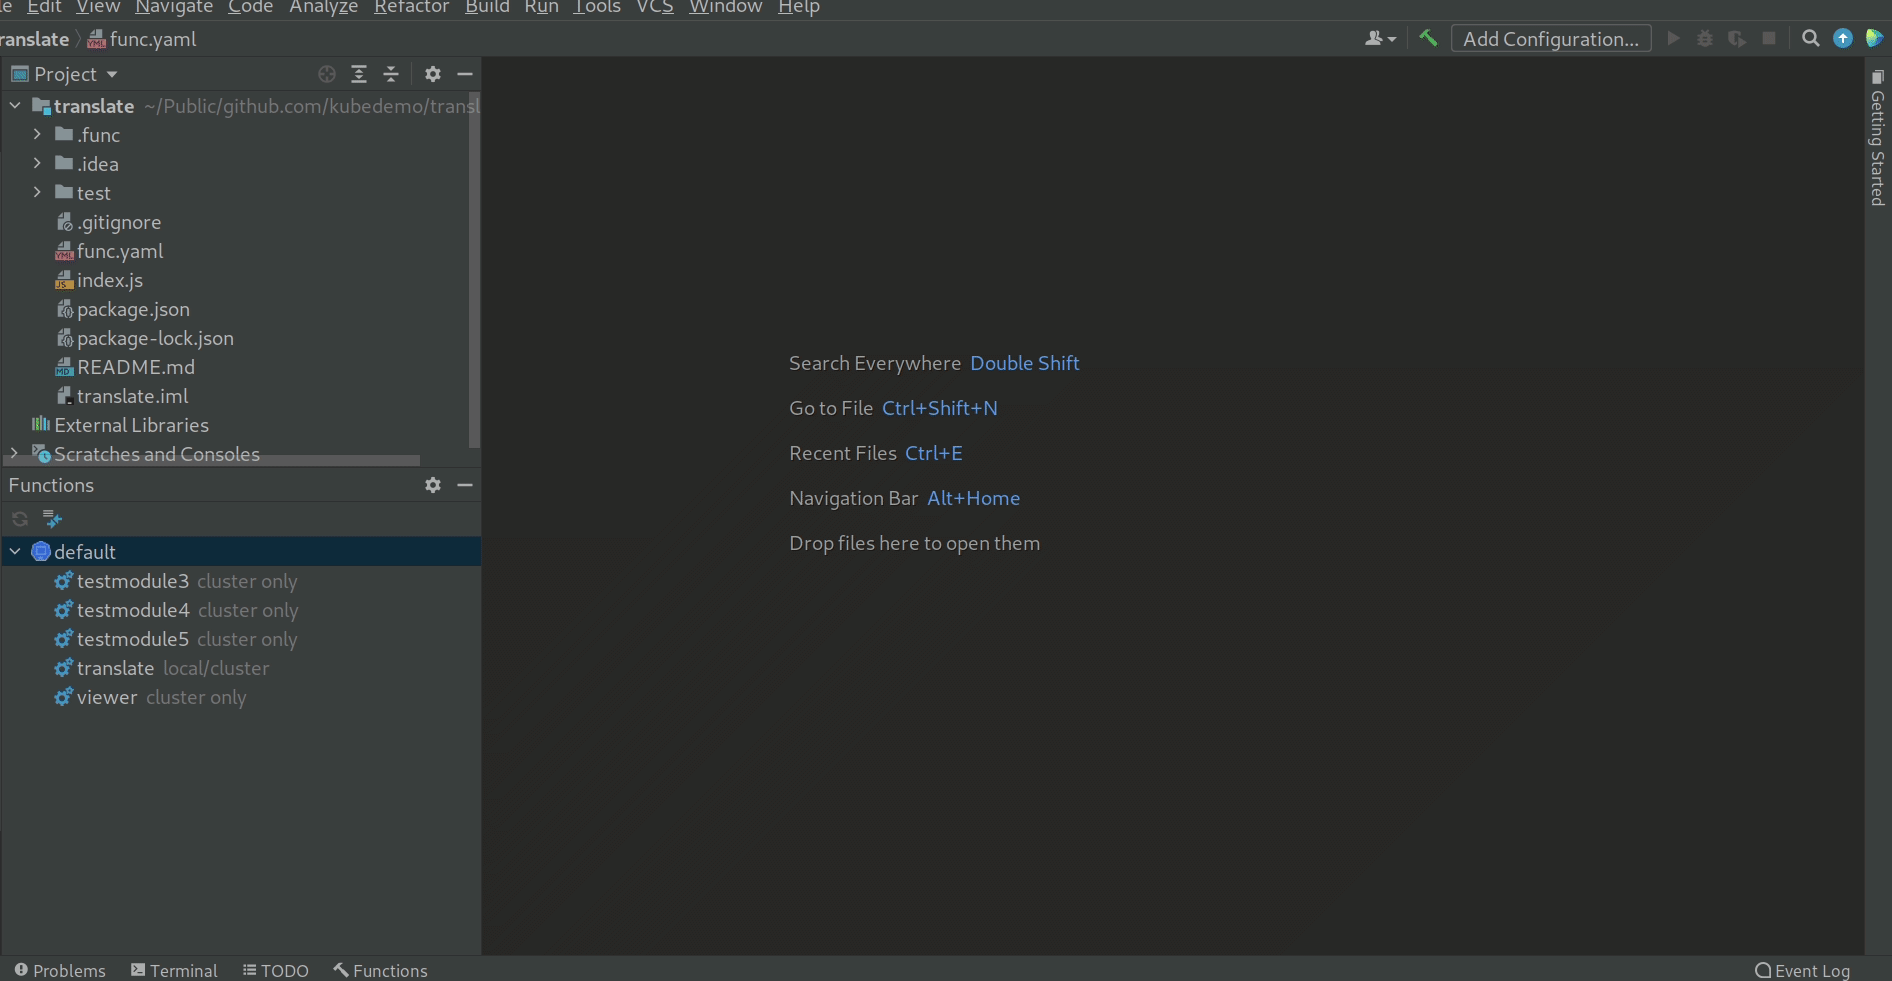 le Edit View Navigate Code Analyze Refactor Build Run Tools VCS Window Help
ranslate func.yaml Add Configuration...
Project
translate ~/Public/github.com/kubedemo/transl
.func
.idea
test
.gitignore
func.yaml
index.js
package.json
package-lock.json
README.md
translate.iml
External Libraries
Scratches and Consoles
Functions
default
testmodule3 cluster only
testmodule4 cluster only
testmodule5 cluster only
translate local/cluster
viewer cluster only
Search Everywhere Double Shift
Go to File Ctrl+Shift+N
Recent Files Ctrl+E
Navigation Bar Alt+Home
Drop files here to open them
Getting Started
Problems Terminal TODO Functions Event Log